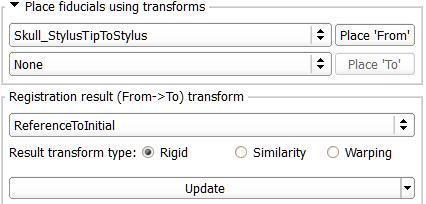 Place fiducials using transforms
Skull_StylusTipToStylus Place 'From'
None Place 'To'
Registration result (From->To) transform
ReferenceToInitial
Result transform type: Rigid Similarity Warping
Update